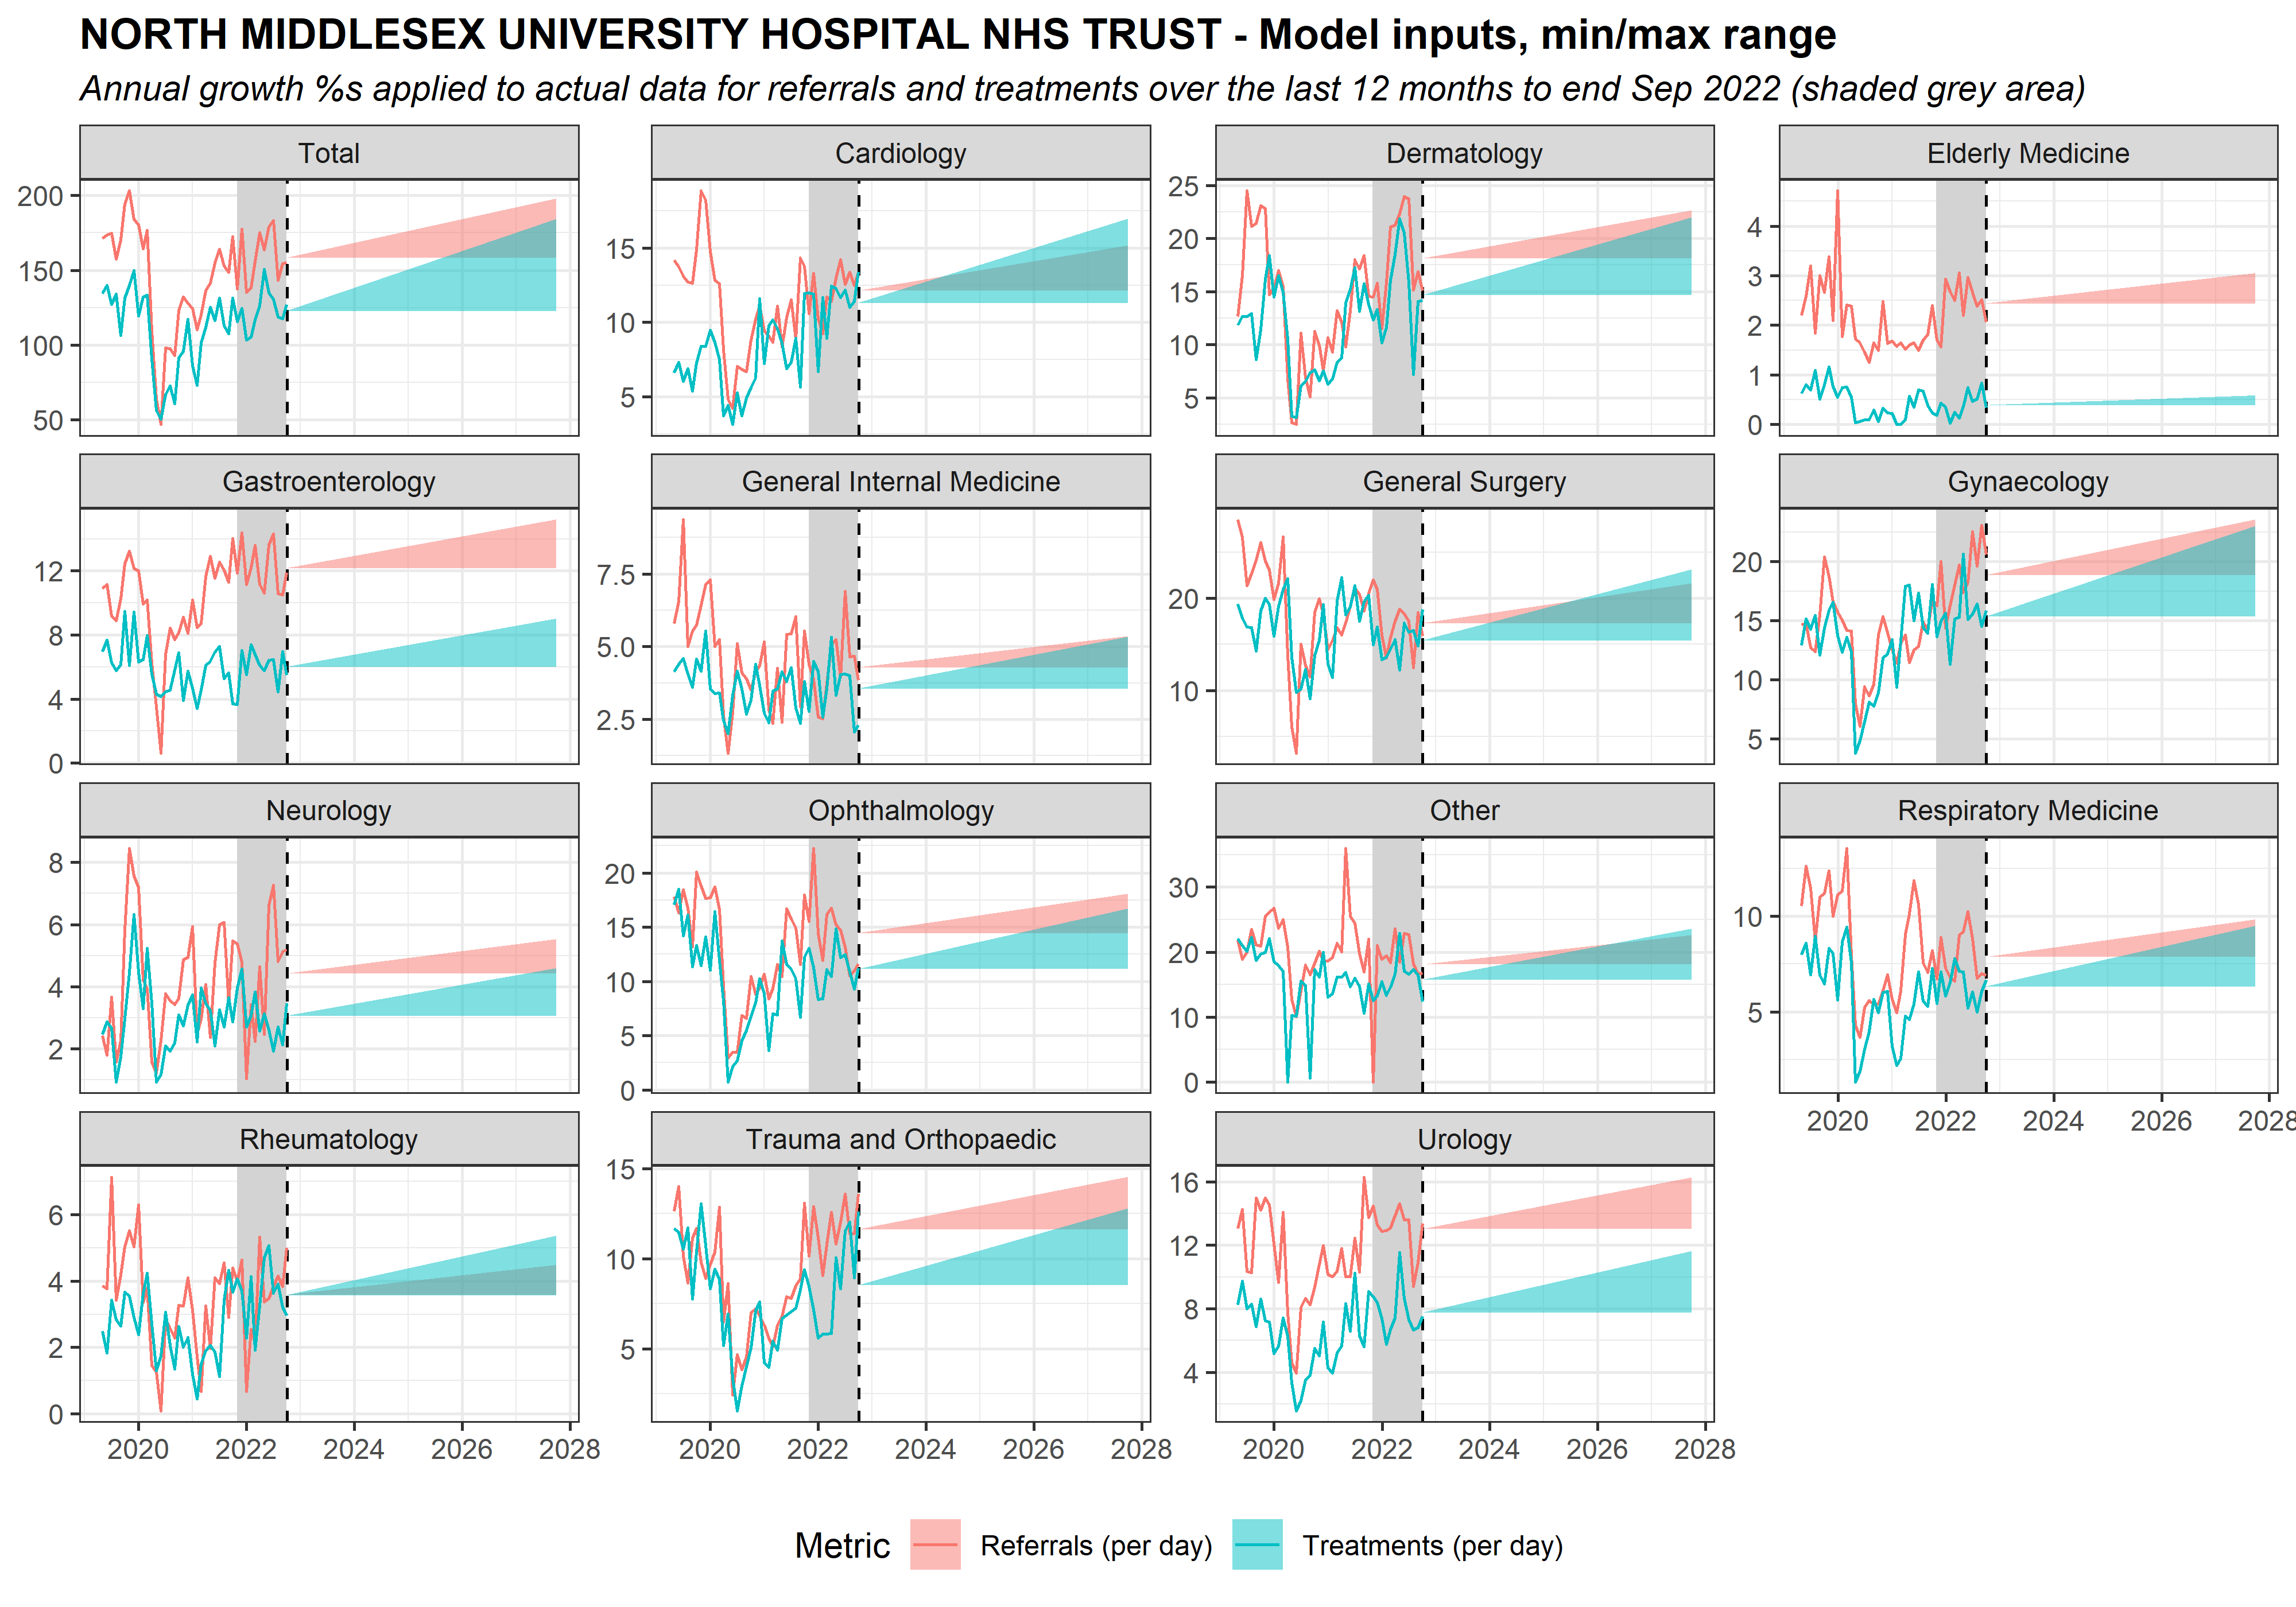 NORTH MIDDLESEX UNIVERSITY HOSPITAL NHS TRUST - Model inputs, min/max range
Annual growth %s applied to actual data for referrals and treatments over the last 12 months to end Sep 2022 (shaded grey area)
Total
Cardiology
Dermatology
Elderly Medicine
200
150
100
50
15
10
5
25
20
15
10
5
4
3
2
1
0
Gastroenterology
General Internal Medicine
General Surgery
Gynaecology
12
8
4
0
7.5
5.0
2.5
20
10
20
15
10
5
Neurology
Ophthalmology
Other
Respiratory Medicine
8
6
4
2
20
15
10
5
0
30
20
10
0
10
5
2020 2022 2024 2026 2028
Rheumatology
Trauma and Orthopaedic
Urology
6
4
2
0
15
10
5
16
12
8
4
2020 2022 2024 2026 2028
2020 2022 2024 2026 2028
2020 2022 2024 2026 2028
Metric Referrals (per day) Treatments (per day)